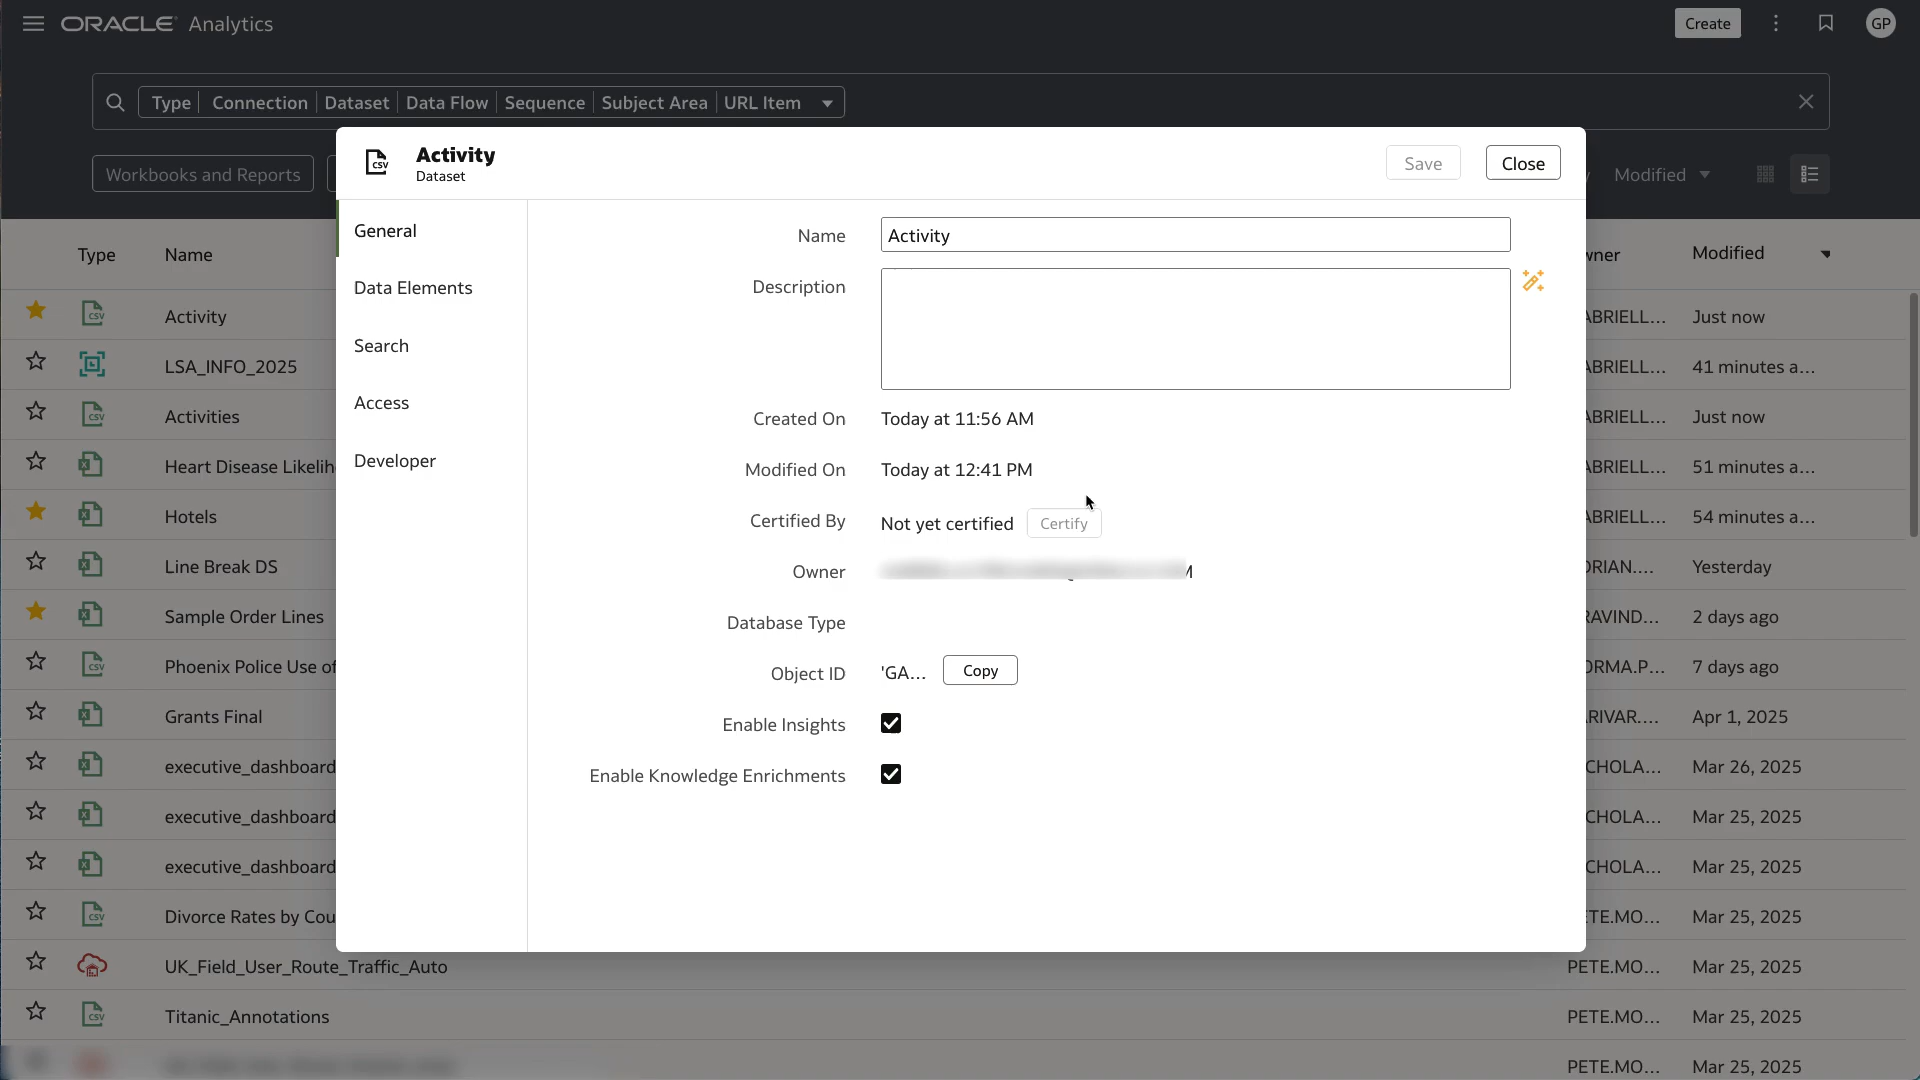 ORACLE Analytics
Create
GP
Type | Connection | Dataset | Data Flow | Sequence | Subject Area | URL Item
Workbooks and Reports
Modified
Activity
Dataset
Save
Close
General
Data Elements
Search
Access
Developer
Name Activity
Description
Created On Today at 11:56 AM
Modified On Today at 12:41 PM
Certified By Not yet certified Certify
Owner
Database Type
Object ID 'GA... Copy
Enable Insights
Enable Knowledge Enrichments
Type Name Modified
CSV Activity ABRIELL... Just now
LSA_INFO_2025 ABRIELL... 41 minutes a...
CSV Activities ABRIELL... Just now
Heart Disease Likelih ABRIELL... 51 minutes a...
Hotels ABRIELL... 54 minutes a...
Line Break DS DRIAN.... Yesterday
Sample Order Lines RAVIND... 2 days ago
CSV Phoenix Police Use of ORMA.P... 7 days ago
Grants Final RIVAR.... Apr 1, 2025
executive_dashboard CHOLA... Mar 26, 2025
executive_dashboard CHOLA... Mar 25, 2025
executive_dashboard CHOLA... Mar 25, 2025
CSV Divorce Rates by Cou TE.MO... Mar 25, 2025
UK_Field_User_Route_Traffic_Auto PETE.MO... Mar 25, 2025
CSV Titanic_Annotations PETE.MO... Mar 25, 2025
PETE.MO... Mar 25, 2025